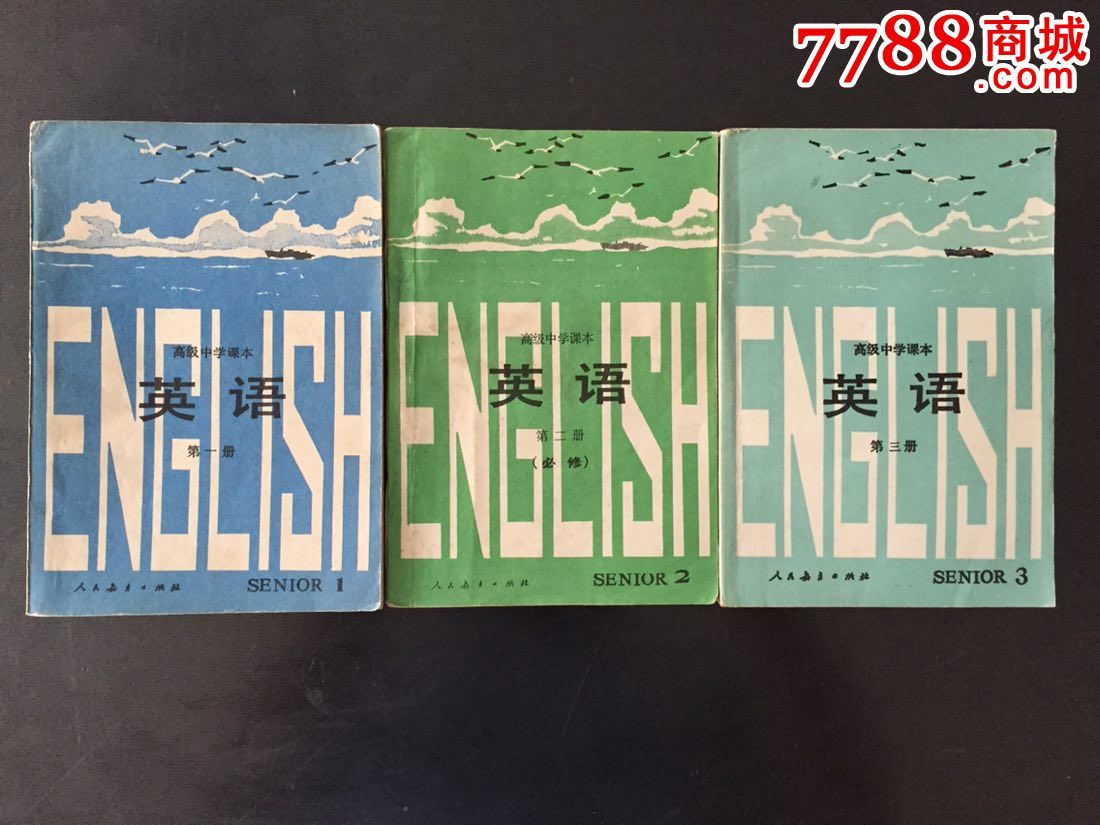 7788商城
.com
ENGLISH
高级中学课本
英语
第一册
人民教育出版社
SENIOR 1
ENGLISH
高级中学课本
英语
第二册
(必修)
人民教育出版社
SENIOR 2
ENGLISH
高级中学课本
英语
第三册
人民教育出版社
SENIOR 3